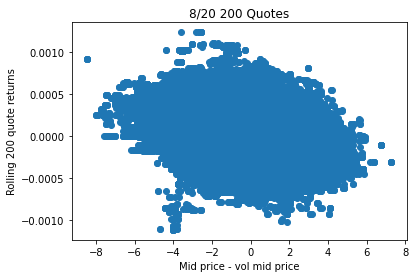 8/20 200 Quotes
Rolling 200 quote returns
0.0010
0.0005
0.0000
−0.0005
−0.0010
−8 −6 −4 −2 0 2 4 6 8
Mid price - vol mid price